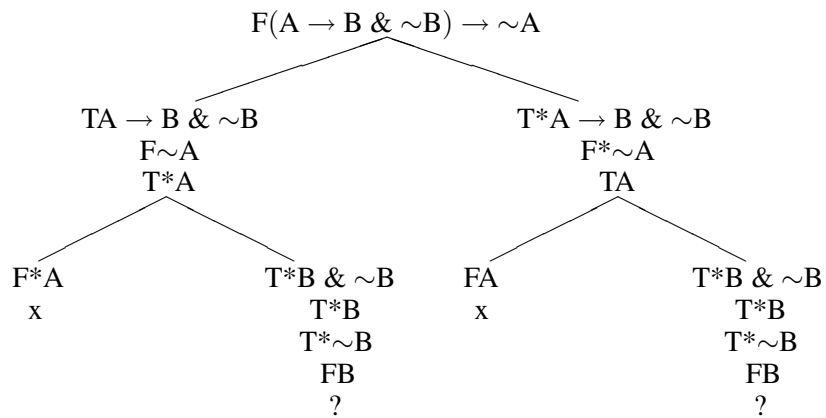 F(A → B & ~B) → ~A
TA → B & ~B
F~A
T*A
T*A → B & ~B
F*~A
TA
F*A
x
T*B & ~B
T*B
T*~B
FB
?
FA
x
T*B & ~B
T*B
T*~B
FB
?